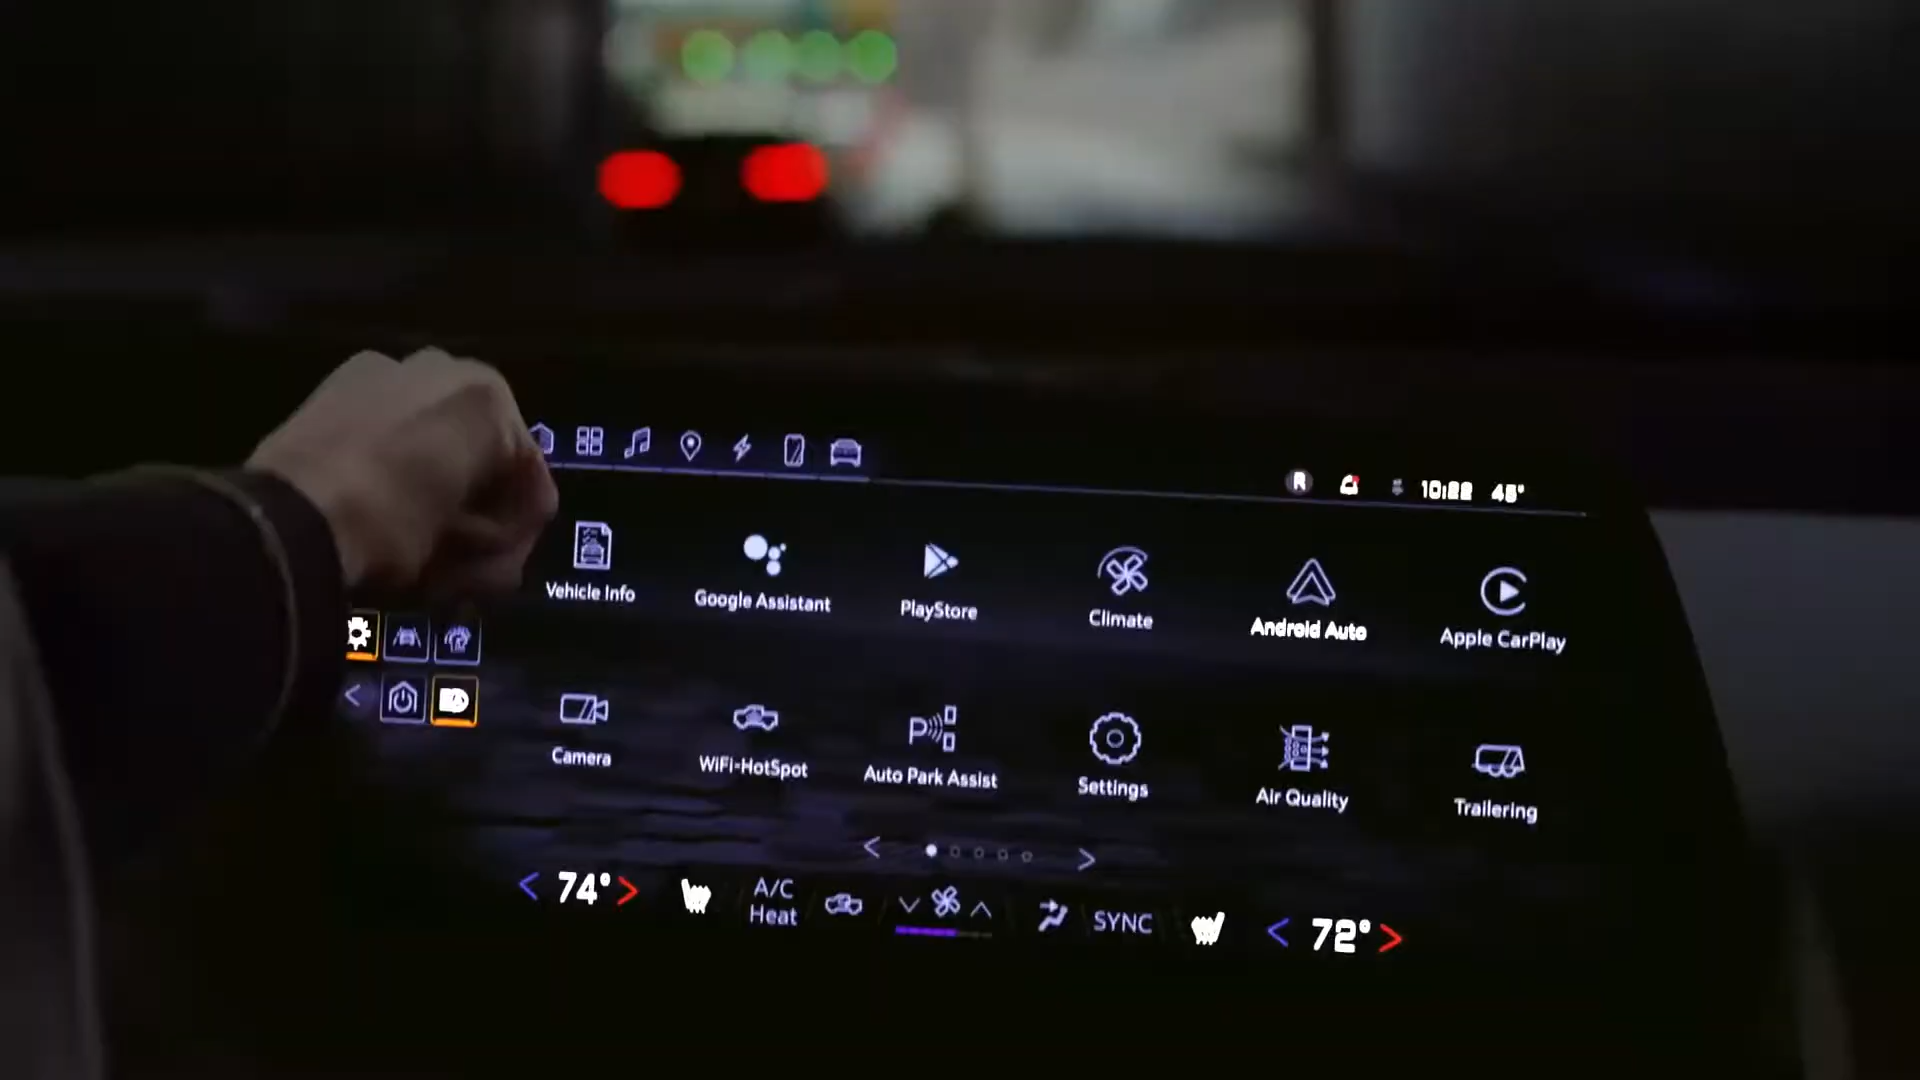 R 10:22 45°
Vehicle Info Google Assistant PlayStore Climate Android Auto Apple CarPlay
Camera WiFi-HotSpot Auto Park Assist Settings Air Quality Trailering
74° A/C Heat SYNC 72°